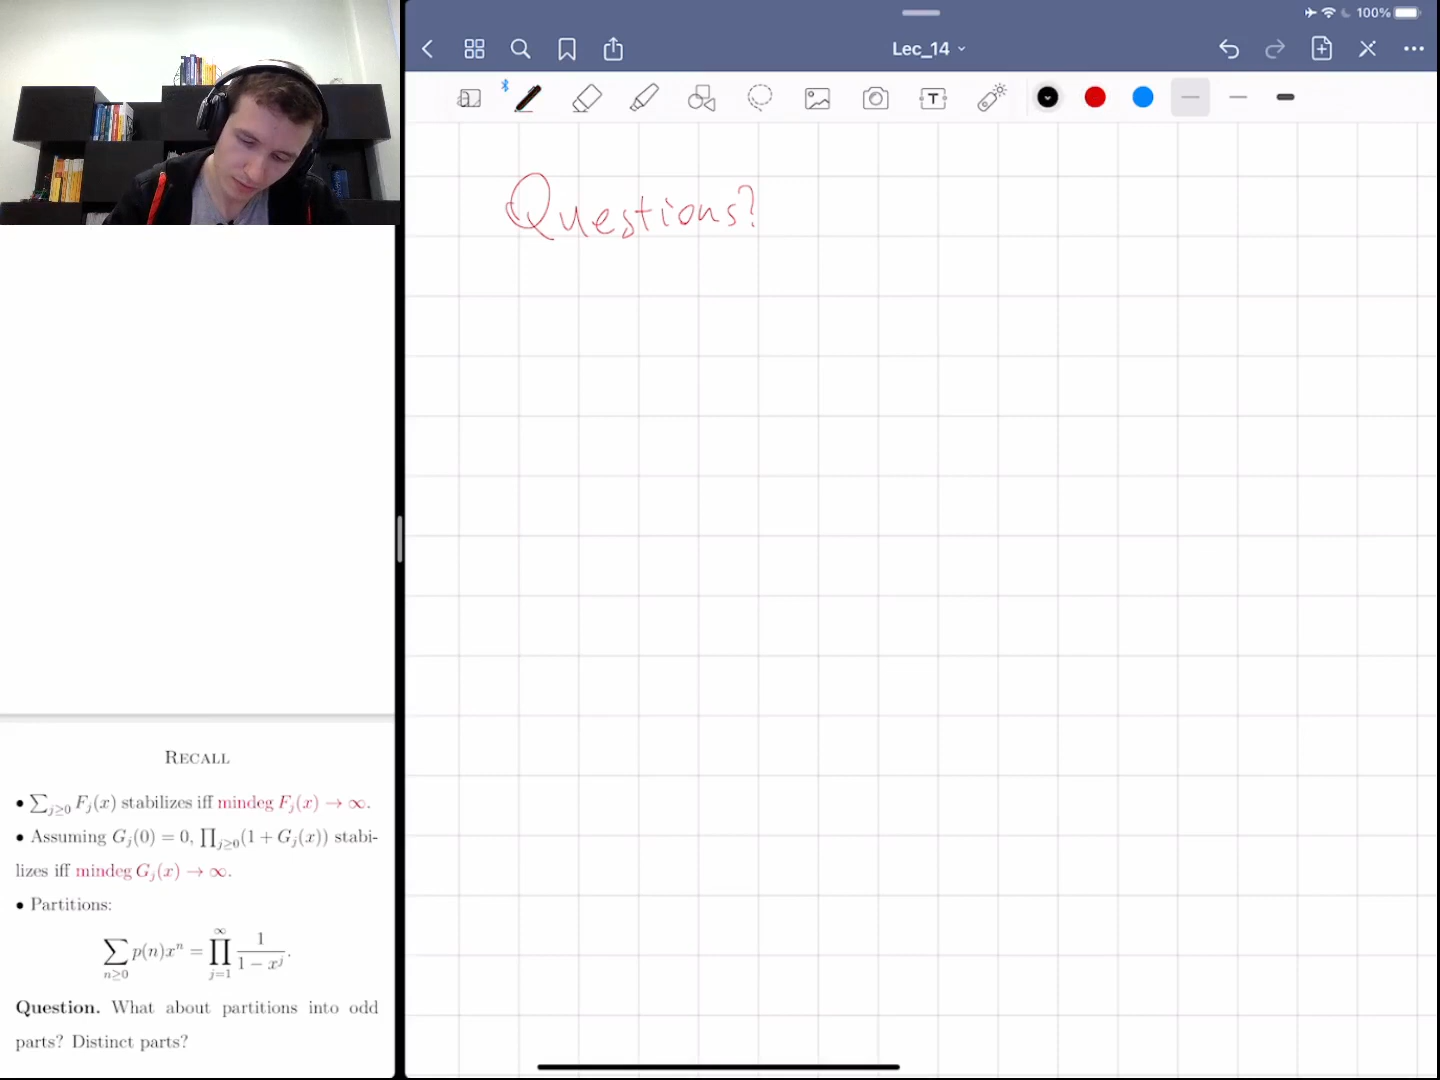 100%
Lec_14
T
Questions?
RECALL
• ∑_{j≥0} F_j(x) stabilizes iff mindeg F_j(x) → ∞.
• Assuming G_j(0) = 0, ∏_{j≥0}(1 + G_j(x)) stabi-
lizes iff mindeg G_j(x) → ∞.
• Partitions:
∑_{n≥0} p(n)x^n = ∏_{j=1}^{∞} 1/(1 − x^j).
Question. What about partitions into odd
parts? Distinct parts?